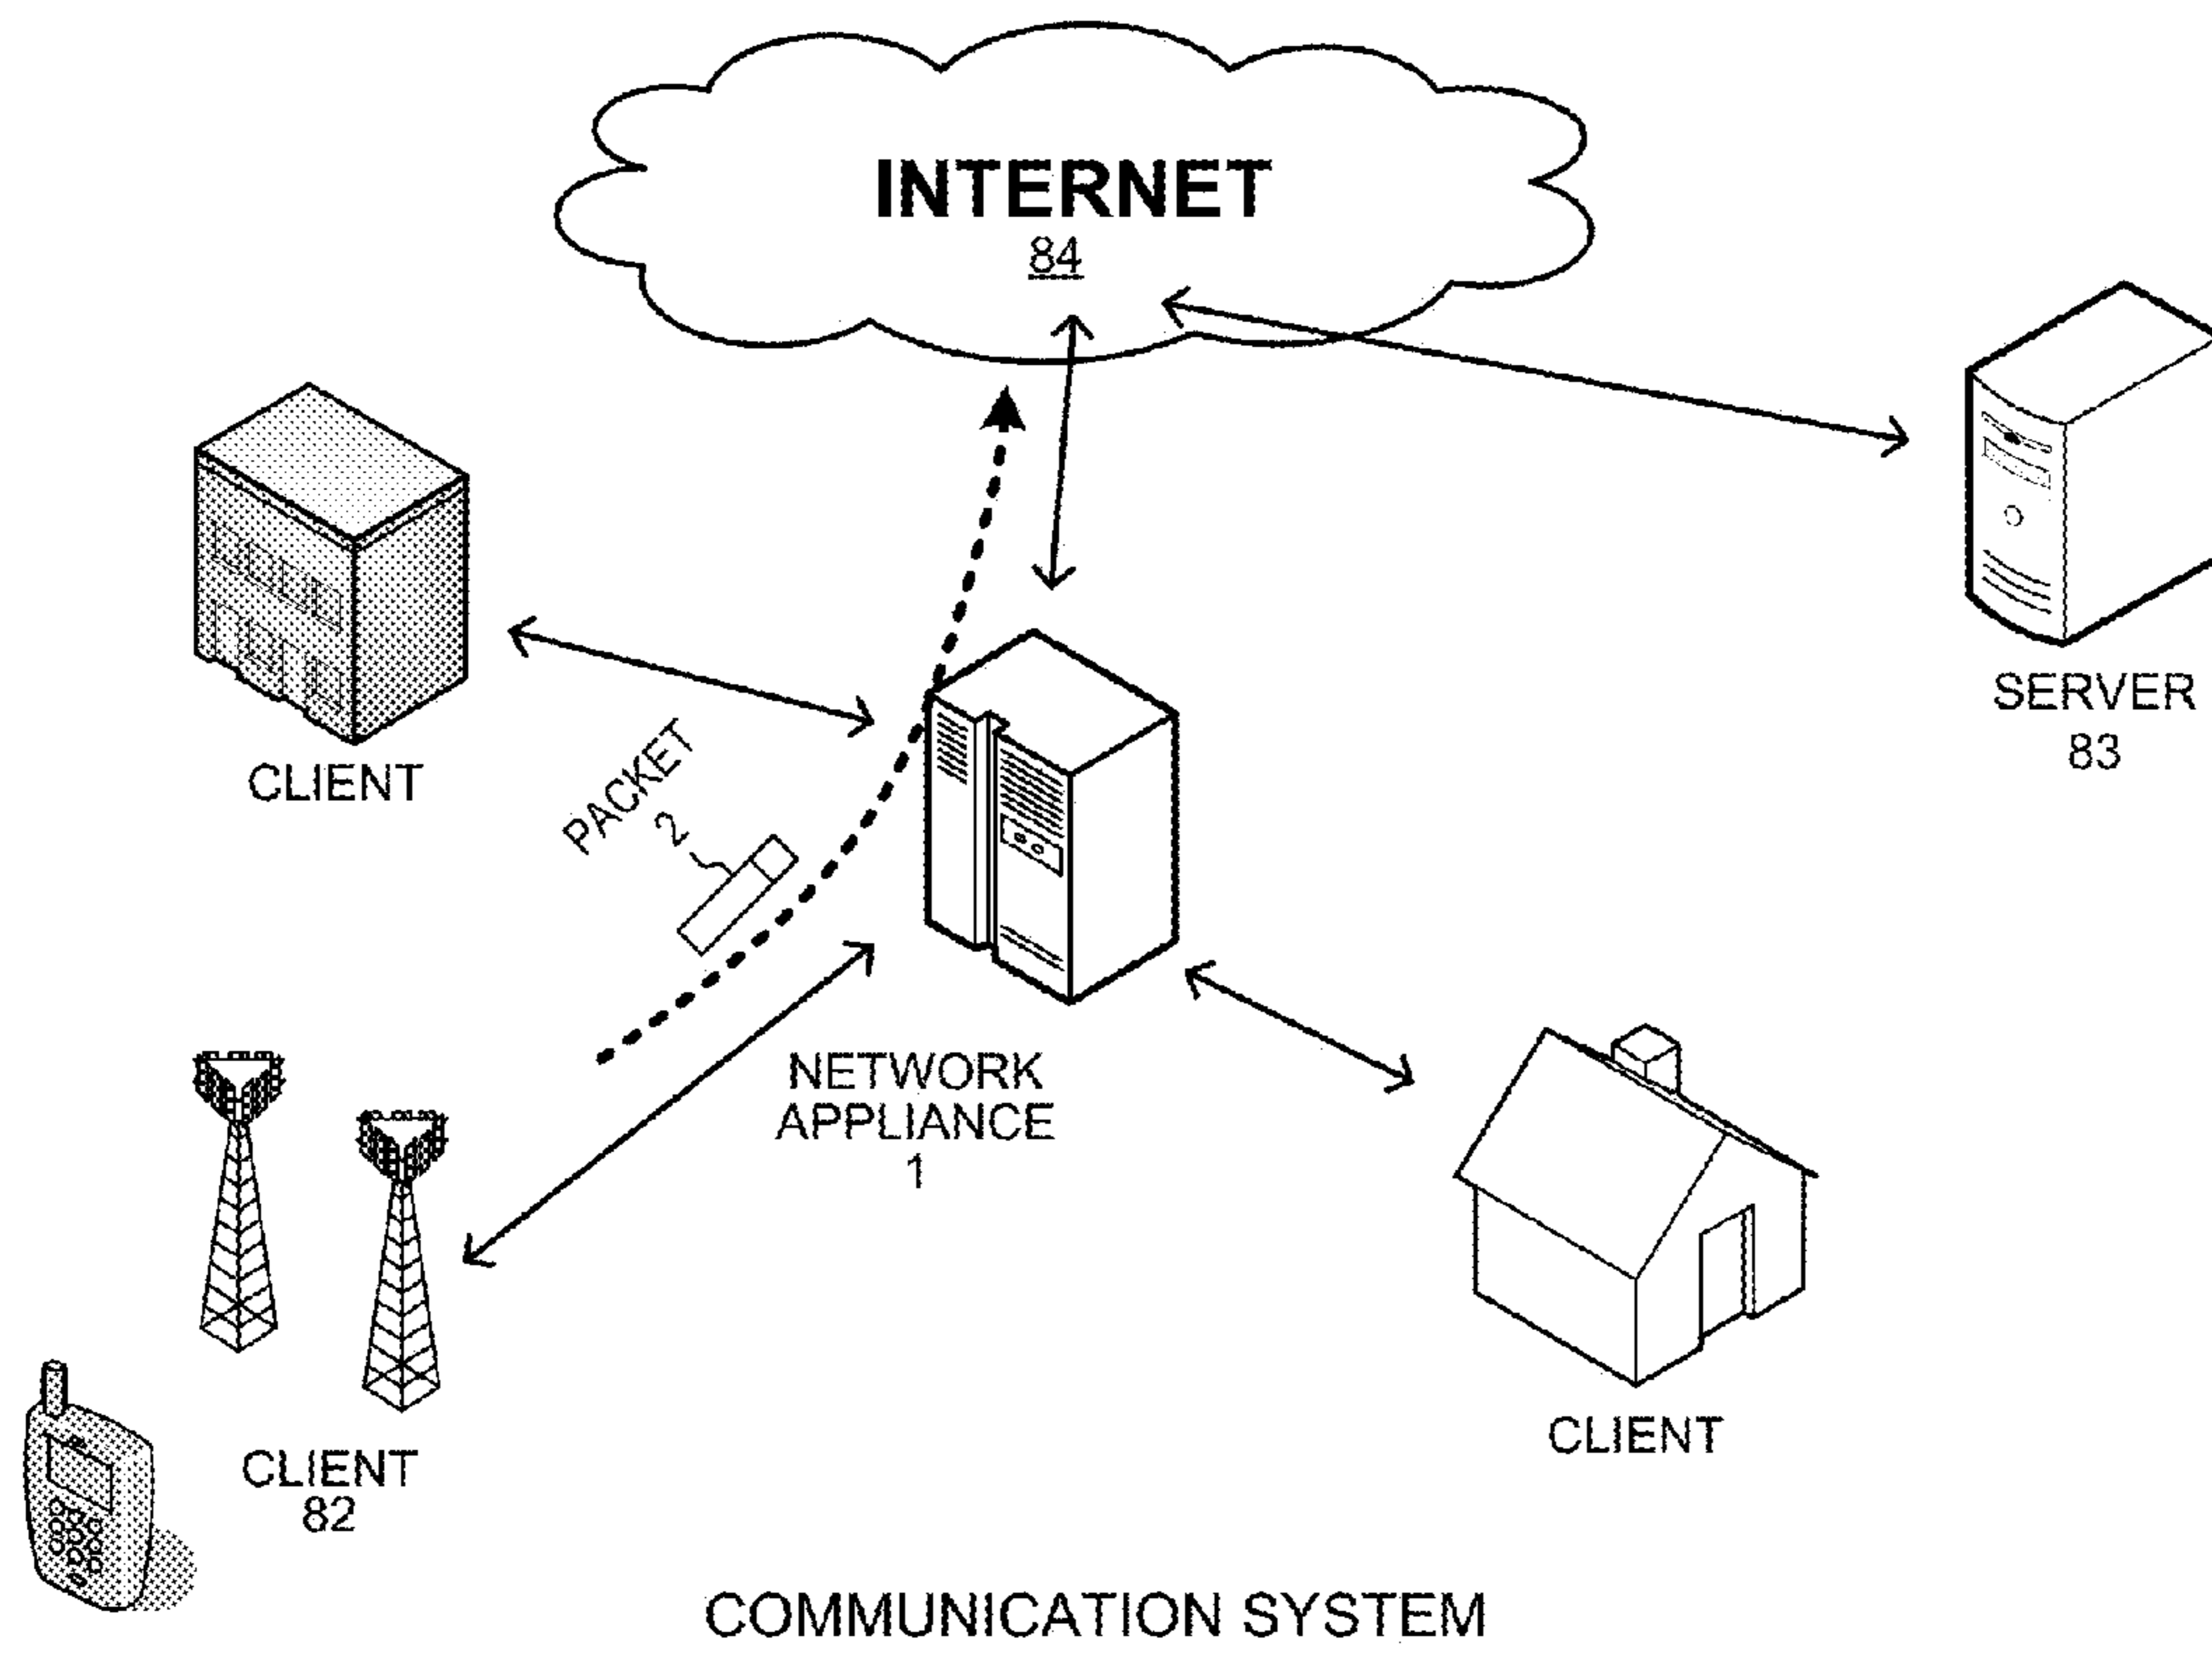 INTERNET
84
SERVER
83
CLIENT
PACKET
2
NETWORK
APPLIANCE
1
CLIENT
82
CLIENT
COMMUNICATION SYSTEM